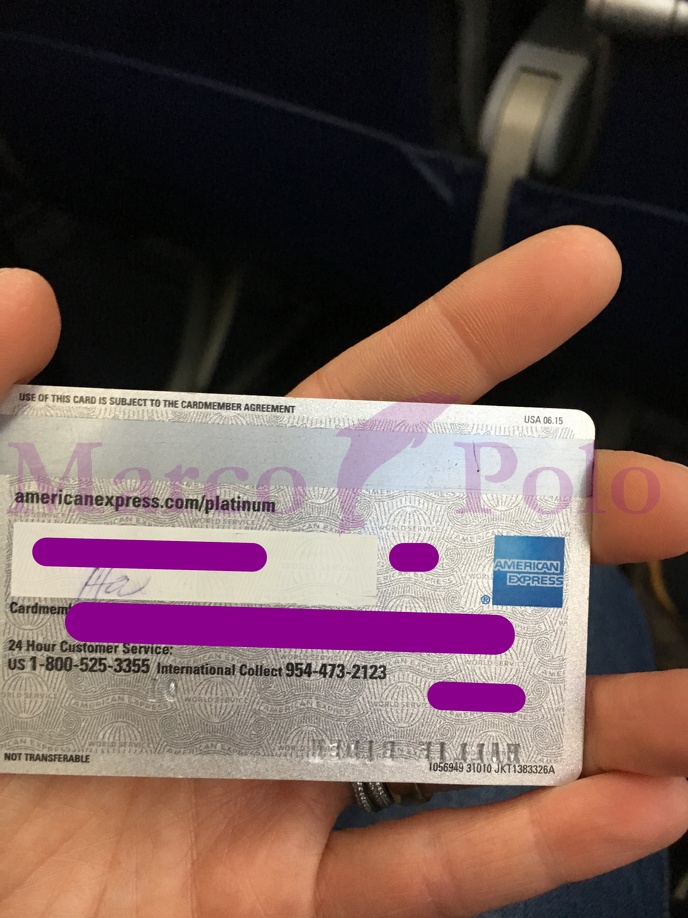 USE OF THIS CARD IS SUBJECT TO THE CARDMEMBER AGREEMENT
USA 06.15
Marco Polo
americanexpress.com/platinum
AMERICAN
EXPRESS
®
24 Hour Customer Service:
US 1-800-525-3355 International Collect 954-473-2123
NOT TRANSFERABLE
1056949 31010 JKT1383326A